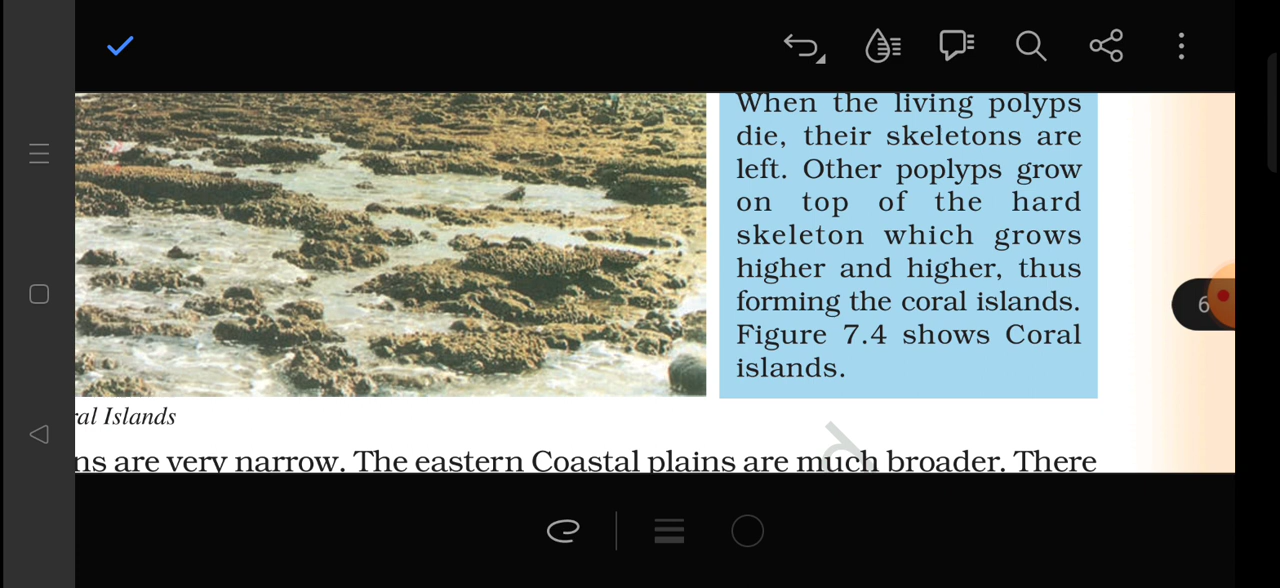 When the living polyps
die, their skeletons are
left. Other poplyps grow
on top of the hard
skeleton which grows
higher and higher, thus
forming the coral islands.
Figure 7.4 shows Coral
islands.
6
ral Islands
ns are very narrow. The eastern Coastal plains are much broader. There